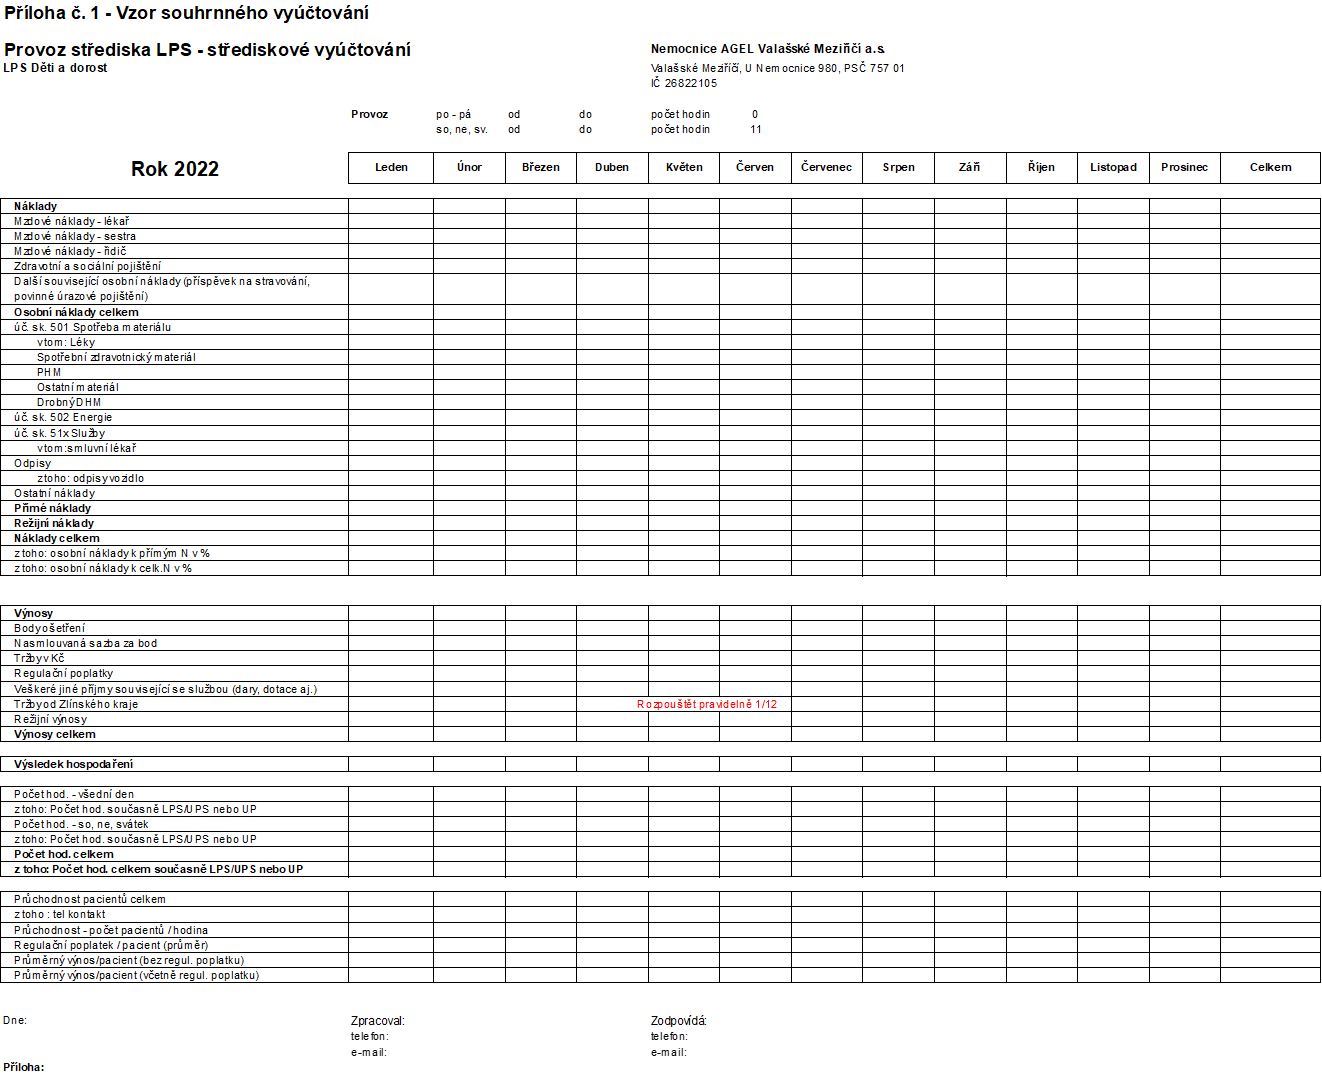 Příloha č. 1 - Vzor souhrnného vyúčtování
Provoz střediska LPS - střediskové vyúčtování
Nemocnice AGEL Valašské Meziříčí a.s.
LPS Děti a dorost
Valašské Meziříčí, U Nemocnice 980, PSČ 757 01
IČ 26822105
Provoz po - pá od do počet hodin 0
so, ne, sv. od do počet hodin 11
Rok 2022 Leden Únor Březen Duben Květen Červen Červenec Srpen Září Říjen Listopad Prosinec Celkem
Náklady
Mzdové náklady - lékař
Mzdové náklady - sestra
Mzdové náklady - řidič
Zdravotní a sociální pojištění
Další související osobní náklady (příspěvek na stravování,
povinné úrazové pojištění)
Osobní náklady celkem
úč. sk. 501 Spotřeba materiálu
v tom: Léky
Spotřební zdravotnický materiál
PHM
Ostatní materiál
Drobný DHM
úč. sk. 502 Energie
úč. sk. 51x Služby
v tom:smluvní lékař
Odpisy
z toho: odpisy vozidlo
Ostatní náklady
Přímé náklady
Režijní náklady
Náklady celkem
z toho: osobní náklady k přímým N v %
z toho: osobní náklady k celk.N v %
Výnosy
Body ošetření
Nasmlouvaná sazba za bod
Tržby v Kč
Regulační poplatky
Veškeré jiné příjmy související se službou (dary, dotace aj.)
Tržby od Zlínského kraje Rozpouštět pravidelně 1/12
Režijní výnosy
Výnosy celkem
Výsledek hospodaření
Počet hod. - všední den
z toho: Počet hod. současně LPS/UPS nebo UP
Počet hod. - so, ne, svátek
z toho: Počet hod. současně LPS/UPS nebo UP
Počet hod. celkem
z toho: Počet hod. celkem současně LPS/UPS nebo UP
Průchodnost pacientů celkem
z toho : tel kontakt
Průchodnost - počet pacientů / hodina
Regulační poplatek / pacient (průměr)
Průměrný výnos/pacient (bez regul. poplatku)
Průměrný výnos/pacient (včetně regul. poplatku)
Dne: Zpracoval: Zodpovídá:
telefon: telefon:
e-mail: e-mail:
Příloha: